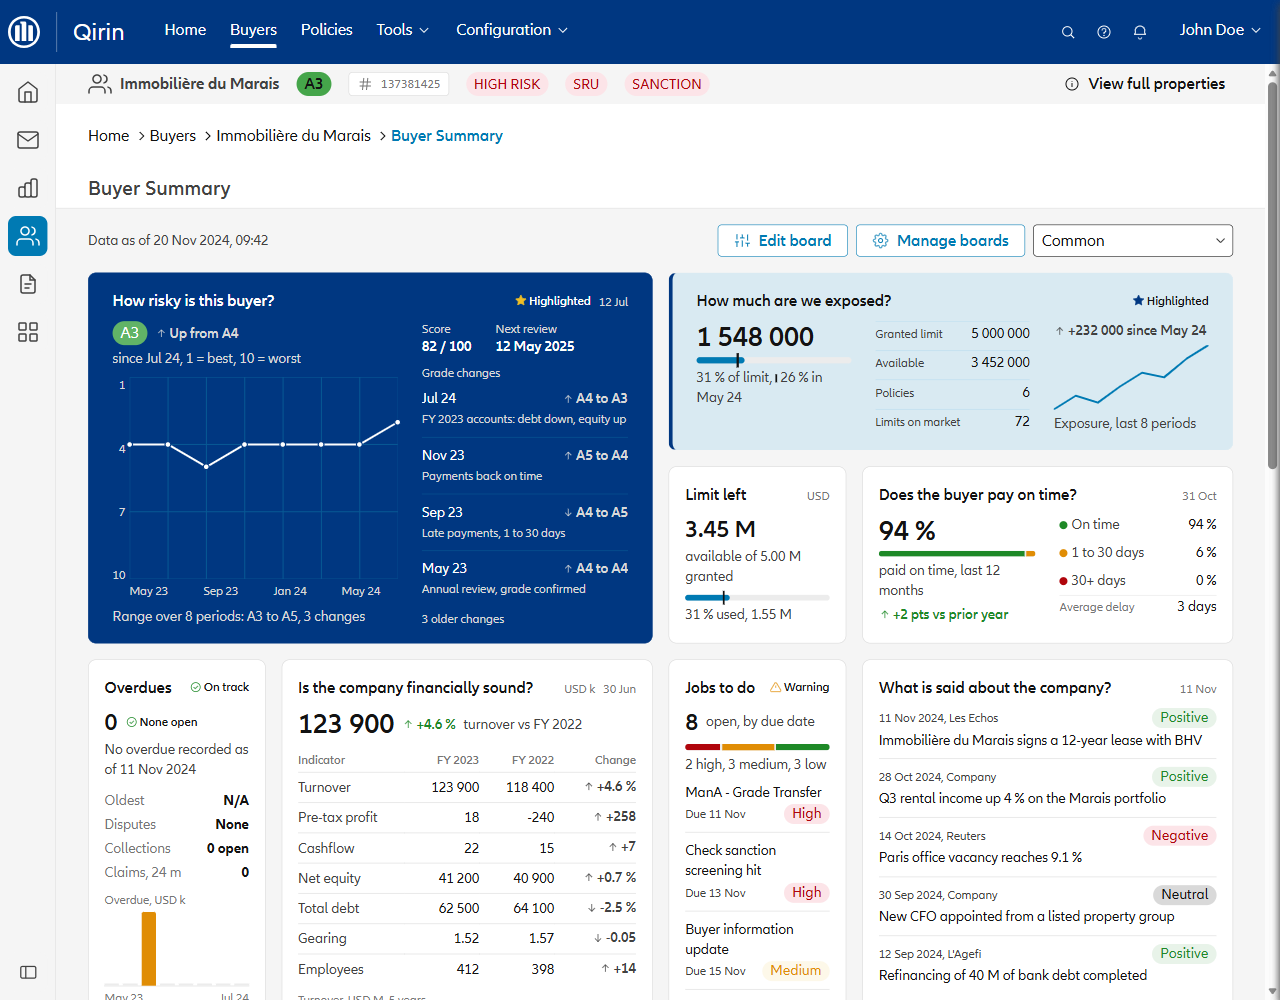 Qirin
Home
Buyers
Policies
Tools
Configuration
John Doe
Immobilière du Marais
A3
# 137381425
HIGH RISK
SRU
SANCTION
View full properties
Home > Buyers > Immobilière du Marais > Buyer Summary
Buyer Summary
Data as of 20 Nov 2024, 09:42
Edit board
Manage boards
Common
How risky is this buyer?
Highlighted 12 Jul
A3 ↑ Up from A4
since Jul 24, 1 = best, 10 = worst
1
4
7
10
May 23 Sep 23 Jan 24 May 24
Range over 8 periods: A3 to A5, 3 changes
Score
82 / 100
Next review
12 May 2025
Grade changes
Jul 24 ↑ A4 to A3
FY 2023 accounts: debt down, equity up
Nov 23 ↑ A5 to A4
Payments back on time
Sep 23 ↓ A4 to A5
Late payments, 1 to 30 days
May 23 ↑ A4 to A4
Annual review, grade confirmed
3 older changes
How much are we exposed?
Highlighted
1 548 000
31 % of limit, 26 % in
May 24
Granted limit 5 000 000
Available 3 452 000
Policies 6
Limits on market 72
↑ +232 000 since May 24
Exposure, last 8 periods
Limit left USD
3.45 M
available of 5.00 M
granted
31 % used, 1.55 M
Does the buyer pay on time? 31 Oct
94 %
paid on time, last 12
months
↑ +2 pts vs prior year
On time 94 %
1 to 30 days 6 %
30+ days 0 %
Average delay 3 days
Overdues On track
0 None open
No overdue recorded as
of 11 Nov 2024
Oldest N/A
Disputes None
Collections 0 open
Claims, 24 m 0
Overdue, USD k
May 23 Jul 24
Is the company financially sound? USD k 30 Jun
123 900 ↑ +4.6 % turnover vs FY 2022
Indicator FY 2023 FY 2022 Change
Turnover 123 900 118 400 ↑ +4.6 %
Pre-tax profit 18 -240 ↑ +258
Cashflow 22 15 ↑ +7
Net equity 41 200 40 900 ↑ +0.7 %
Total debt 62 500 64 100 ↓ -2.5 %
Gearing 1.52 1.57 ↓ -0.05
Employees 412 398 ↑ +14
Turnover, USD M, 5 years
Jobs to do Warning
8 open, by due date
2 high, 3 medium, 3 low
ManA - Grade Transfer
Due 11 Nov High
Check sanction
screening hit
Due 13 Nov High
Buyer information
update
Due 15 Nov Medium
What is said about the company? 11 Nov
11 Nov 2024, Les Echos Positive
Immobilière du Marais signs a 12-year lease with BHV
28 Oct 2024, Company Positive
Q3 rental income up 4 % on the Marais portfolio
14 Oct 2024, Reuters Negative
Paris office vacancy reaches 9.1 %
30 Sep 2024, Company Neutral
New CFO appointed from a listed property group
12 Sep 2024, L'Agefi Positive
Refinancing of 40 M of bank debt completed